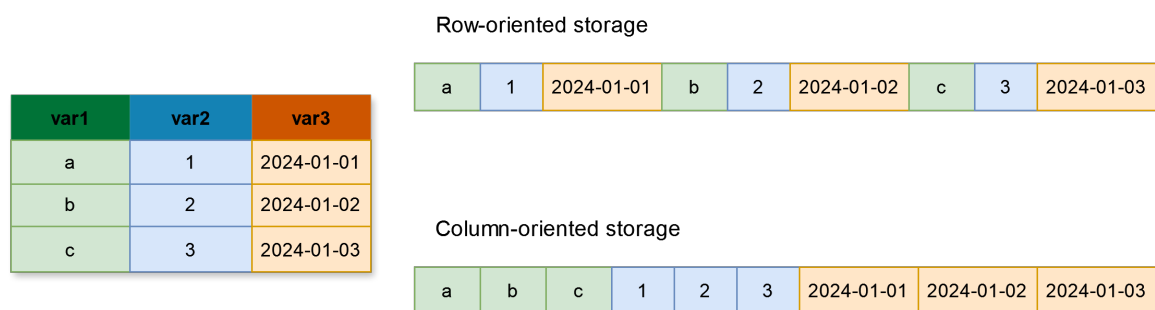 Row-oriented storage
a 1 2024-01-01 b 2 2024-01-02 c 3 2024-01-03
var1 var2 var3
a 1 2024-01-01
b 2 2024-01-02
c 3 2024-01-03
Column-oriented storage
a b c 1 2 3 2024-01-01 2024-01-02 2024-01-03